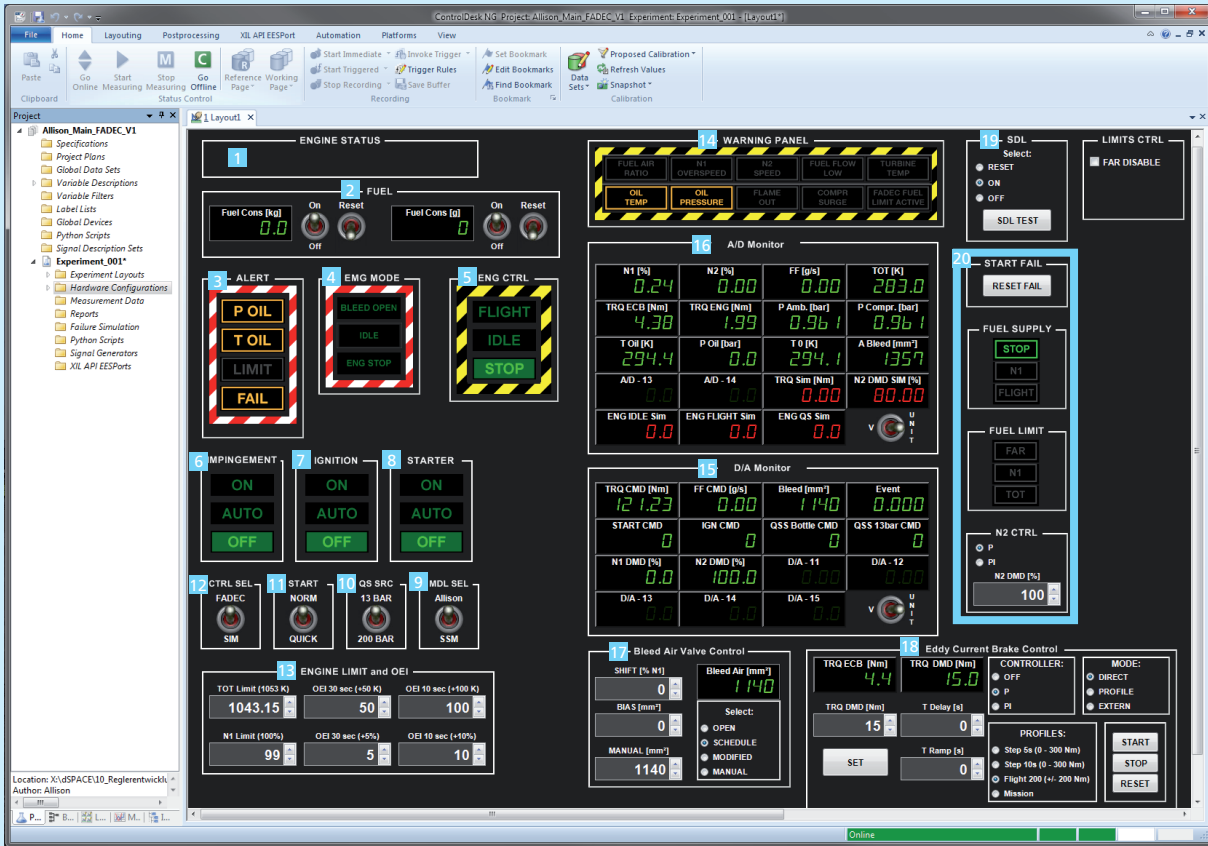 ControlDesk NG Project: Allison_Main_FADEC_V1 Experiment: Experiment_001 - [Layout1*]
File Home Layouting Postprocessing XIL API EESPort Automation Platforms View
Paste
Clipboard
Go Online
Start Measuring
Stop Measuring
Go Offline
Status Control
Reference Page
Working Page
Start Immediate
Start Triggered
Stop Recording
Invoke Trigger
Trigger Rules
Save Buffer
Recording
Set Bookmark
Edit Bookmarks
Find Bookmark
Bookmark
Data Sets
Proposed Calibration
Refresh Values
Snapshot
Calibration
Project
1 Layout1
Allison_Main_FADEC_V1
Specifications
Project Plans
Global Data Sets
Variable Descriptions
Variable Filters
Label Lists
Global Devices
Python Scripts
Signal Description Sets
Experiment_001*
Experiment Layouts
Hardware Configurations
Measurement Data
Reports
Failure Simulation
Python Scripts
Signal Generators
XIL API EESPorts
Location: X:\dSPACE\10_Reglerentwicklu
Author: Allison
P... B... L... M... I...
ENGINE STATUS
1
2 FUEL
Fuel Cons [kg]
0.0
On
Off
Reset
Fuel Cons [g]
0
On
Off
Reset
3 ALERT
P OIL
T OIL
LIMIT
FAIL
4 EMG MODE
BLEED OPEN
IDLE
ENG STOP
5 ENG CTRL
FLIGHT
IDLE
STOP
6 IMPINGEMENT
ON
AUTO
OFF
7 IGNITION
ON
AUTO
OFF
8 STARTER
ON
AUTO
OFF
12 CTRL SEL
FADEC
SIM
11 START
NORM
QUICK
10 QS SRC
13 BAR
200 BAR
9 MDL SEL
Allison
SSM
13 ENGINE LIMIT and OEI
TOT Limit (1053 K) OEI 30 sec (+50 K) OEI 10 sec (+100 K)
1043.15 50 100
N1 Limit (100%) OEI 30 sec (+5%) OEI 10 sec (+10%)
99 5 10
14 WARNING PANEL
FUEL AIR RATIO
N1 OVERSPEED
N2 SPEED
FUEL FLOW LOW
TURBINE TEMP
OIL TEMP
OIL PRESSURE
FLAME OUT
COMPR SURGE
FADEC FUEL LIMIT ACTIVE
16 A/D Monitor
N1 [%] N2 [%] FF [g/s] TOT [K]
0.24 0.00 0.00 283.0
TRQ ECB [Nm] TRQ ENG [Nm] P Amb. [bar] P Compr. [bar]
4.38 1.99 0.961 0.961
T Oil [K] P Oil [bar] T 0 [K] A Bleed [mm²]
294.4 0.0 294.1 1357
A/D - 13 A/D - 14 TRQ Sim [Nm] N2 DMD SIM [%]
0.0 0.0 0.00 80.00
ENG IDLE Sim ENG FLIGHT Sim ENG QS Sim
0.0 0.0 0.0
V UNIT
15 D/A Monitor
TRQ CMD [Nm] FF CMD [g/s] Bleed [mm²] Event
121.23 0.00 1140 0.000
START CMD IGN CMD QSS Bottle CMD QSS 13bar CMD
0 0 0 0
N1 DMD [%] N2 DMD [%] D/A - 11 D/A - 12
0.0 100.0 0.00 0.00
D/A - 13 D/A - 14 D/A - 15
0.0 0.0 0.0
V UNIT
17 Bleed Air Valve Control
SHIFT [% N1]
0
BIAS [mm²]
0
MANUAL [mm²]
1140
Bleed Air [mm²]
1140
Select:
OPEN
SCHEDULE
MODIFIED
MANUAL
19 SDL
Select:
RESET
ON
OFF
SDL TEST
LIMITS CTRL
FAR DISABLE
20 START FAIL
RESET FAIL
FUEL SUPPLY
STOP
N1
FLIGHT
FUEL LIMIT
FAR
N1
TOT
N2 CTRL
P
PI
N2 DMD [%]
100
18 Eddy Current Brake Control
TRQ ECB [Nm] TRQ DMD [Nm]
4.4 15.0
TRQ DMD [Nm] T Delay [s]
15 0
SET
T Ramp [s]
0
CONTROLLER:
OFF
P
PI
MODE:
DIRECT
PROFILE
EXTERN
PROFILES:
Step 5s (0 - 300 Nm)
Step 10s (0 - 300 Nm)
Flight 200 (+/- 200 Nm)
Mission
START
STOP
RESET
Online